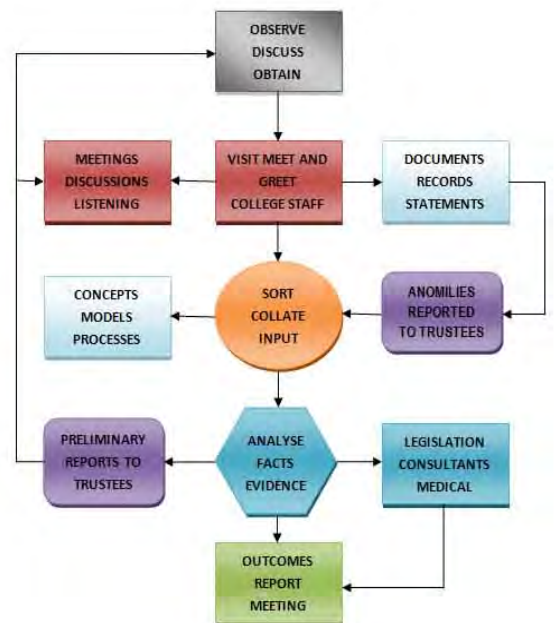 OBSERVE
DISCUSS
OBTAIN
MEETINGS
DISCUSSIONS
LISTENING
VISIT MEET AND
GREET
COLLEGE STAFF
DOCUMENTS
RECORDS
STATEMENTS
CONCEPTS
MODELS
PROCESSES
SORT
COLLATE
INPUT
ANOMILIES
REPORTED
TO TRUSTEES
PRELIMINARY
REPORTS TO
TRUSTEES
ANALYSE
FACTS
EVIDENCE
LEGISLATION
CONSULTANTS
MEDICAL
OUTCOMES
REPORT
MEETING